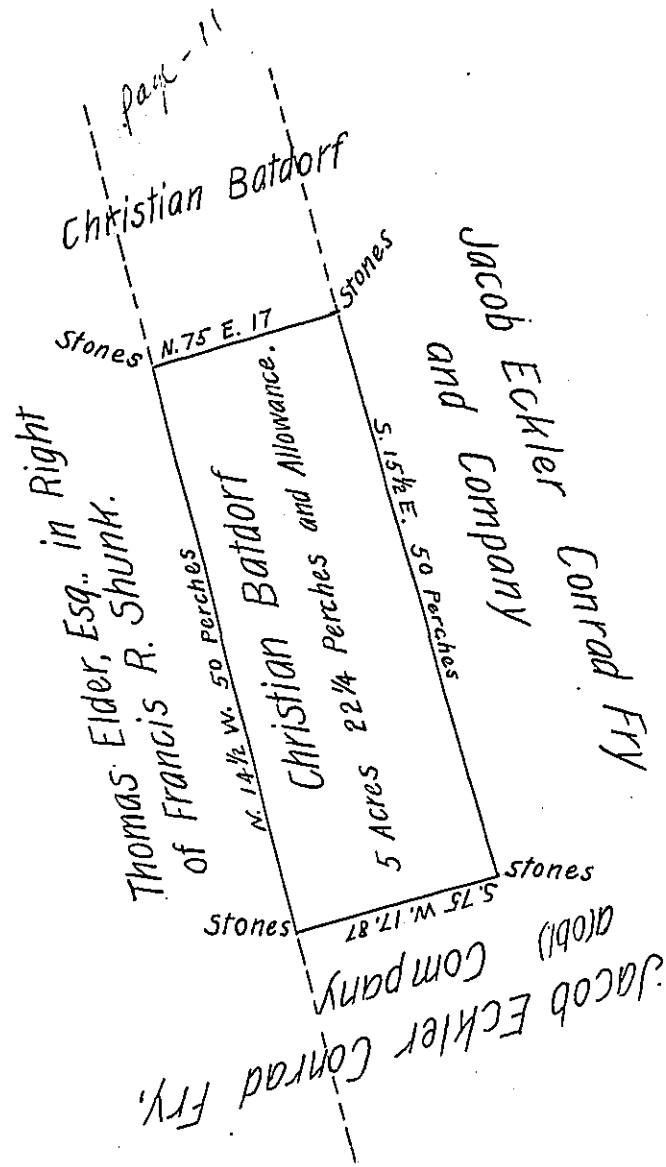 page-11
Christian Batdorf
Stones
N. 75 E. 17
Stones
Jacob Eckler Conrad Fry
and Company
Thomas Elder, Esq., in Right
of Francis R. Shunk.
N. 14½ W. 50 Perches
Christian Batdorf
5 Acres 22¼ Perches and Allowance.
S. 15½ E. 50 Perches
Stones
S. 75 W. 17.87
Stones
Jacob Eckler Conrad Fry,
Company